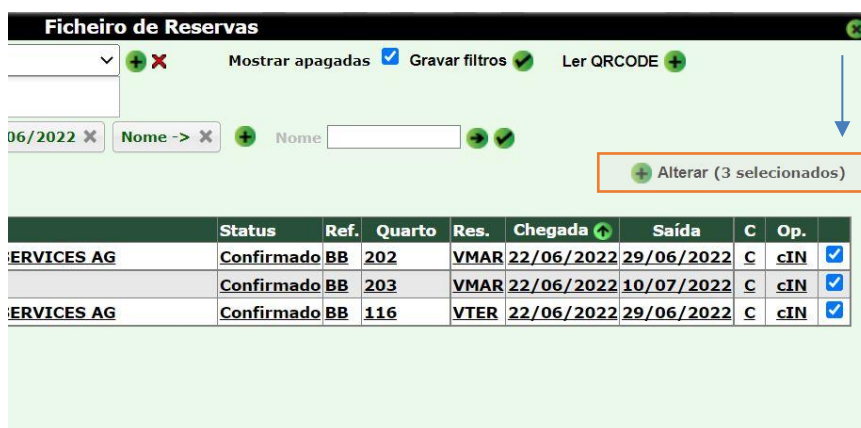 Ficheiro de Reservas
Mostrar apagadas Gravar filtros Ler QRCODE
06/2022 Nome -> Nome
Alterar (3 selecionados)
Status Ref. Quarto Res. Chegada Saída C Op.
SERVICES AG Confirmado BB 202 VMAR 22/06/2022 29/06/2022 C cIN
Confirmado BB 203 VMAR 22/06/2022 10/07/2022 C cIN
SERVICES AG Confirmado BB 116 VTER 22/06/2022 29/06/2022 C cIN